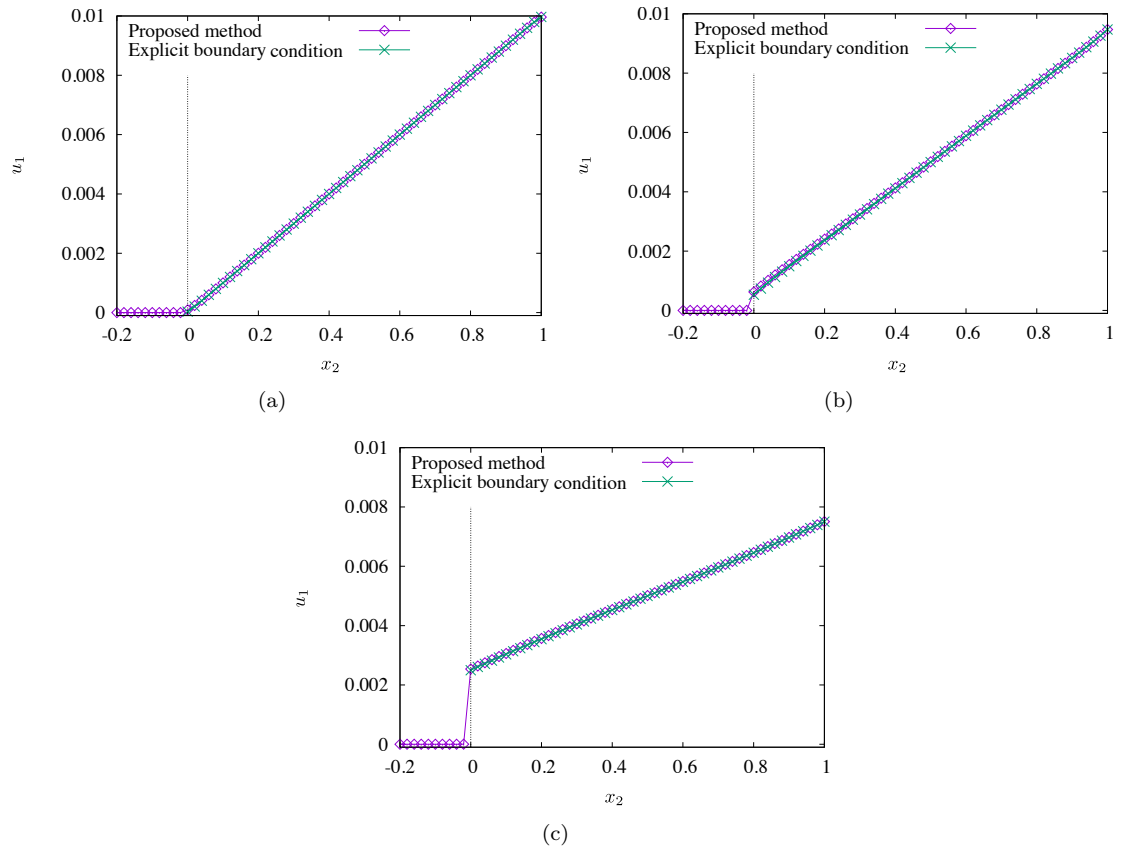 0.01
Proposed method
Explicit boundary condition
0.008
0.006
u1
0.004
0.002
0
-0.2 0 0.2 0.4 0.6 0.8 1
x2
(a)
0.01
Proposed method
Explicit boundary condition
0.008
0.006
u1
0.004
0.002
0
-0.2 0 0.2 0.4 0.6 0.8 1
x2
(b)
0.01
Proposed method
Explicit boundary condition
0.008
0.006
u1
0.004
0.002
0
-0.2 0 0.2 0.4 0.6 0.8 1
x2
(c)